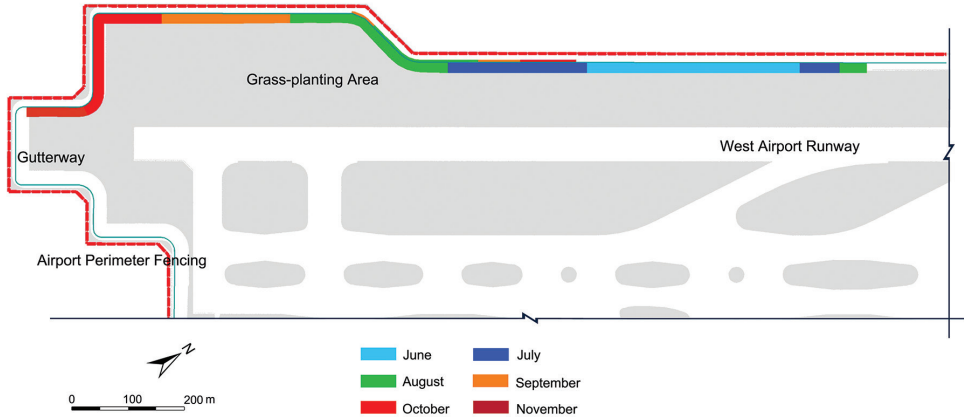 Grass-planting Area
West Airport Runway
Gutterway
Airport Perimeter Fencing
N
0 100 200 m
June July
August September
October November